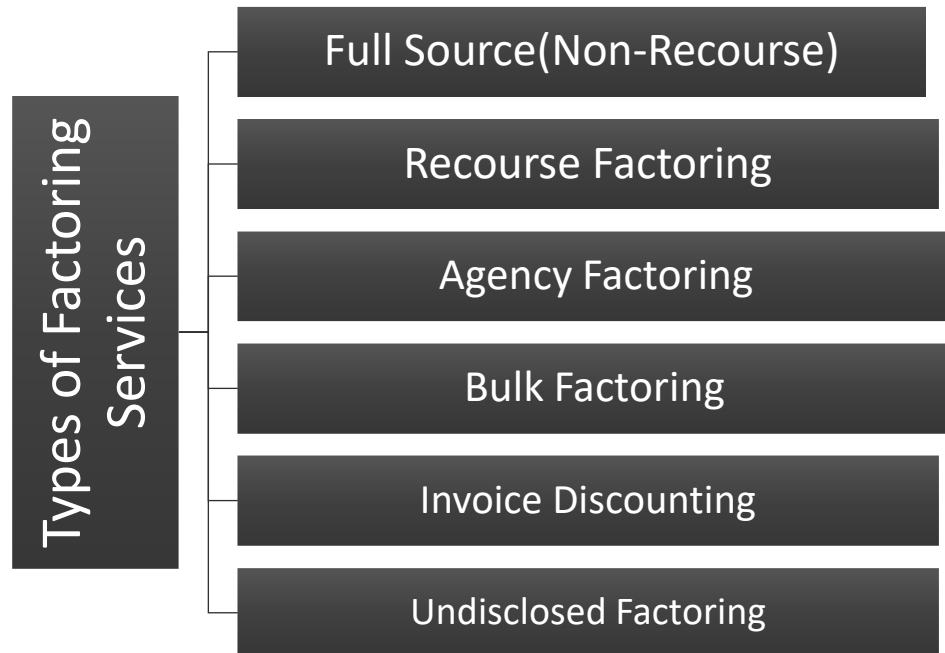 Types of Factoring
Services
Full Source(Non-Recourse)
Recourse Factoring
Agency Factoring
Bulk Factoring
Invoice Discounting
Undisclosed Factoring